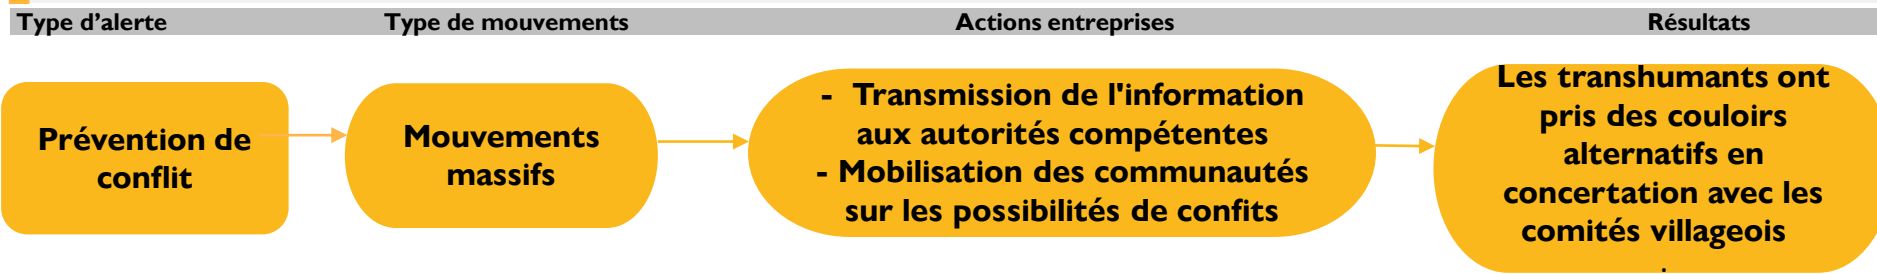 Type d’alerte Type de mouvements Actions entreprises Résultats
Prévention de
conflit
Mouvements
massifs
- Transmission de l'information
aux autorités compétentes
- Mobilisation des communautés
sur les possibilités de confits
Les transhumants ont
pris des couloirs
alternatifs en
concertation avec les
comités villageois
.